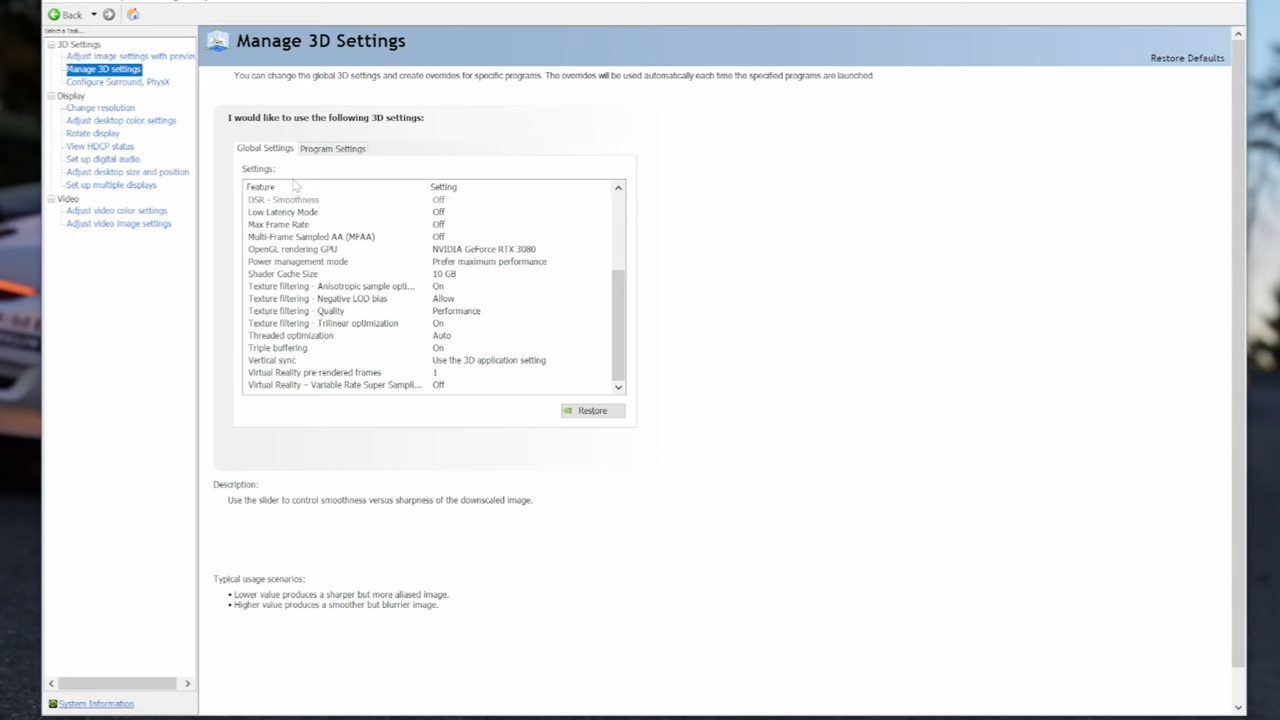 Back
Select a Task...
3D Settings
Adjust image settings with preview
Manage 3D settings
Configure Surround, PhysX
Display
Change resolution
Adjust desktop color settings
Rotate display
View HDCP status
Set up digital audio
Adjust desktop size and position
Set up multiple displays
Video
Adjust video color settings
Adjust video image settings
System Information
Manage 3D Settings
Restore Defaults
You can change the global 3D settings and create overrides for specific programs. The overrides will be used automatically each time the specified programs are launched.
I would like to use the following 3D settings:
Global Settings Program Settings
Settings:
Feature Setting
DSR - Smoothness Off
Low Latency Mode Off
Max Frame Rate Off
Multi-Frame Sampled AA (MFAA) Off
OpenGL rendering GPU NVIDIA GeForce RTX 3080
Power management mode Prefer maximum performance
Shader Cache Size 10 GB
Texture filtering - Anisotropic sample opti... On
Texture filtering - Negative LOD bias Allow
Texture filtering - Quality Performance
Texture filtering - Trilinear optimization On
Threaded optimization Auto
Triple buffering On
Vertical sync Use the 3D application setting
Virtual Reality pre-rendered frames 1
Virtual Reality – Variable Rate Super Sampli... Off
Restore
Description:
Use the slider to control smoothness versus sharpness of the downscaled image.
Typical usage scenarios:
• Lower value produces a sharper but more aliased image.
• Higher value produces a smoother but blurrier image.